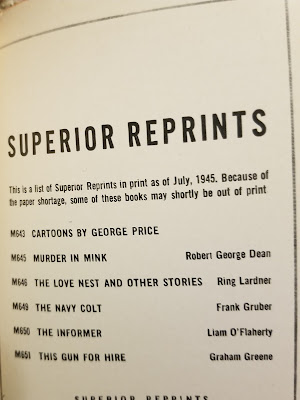 SUPERIOR REPRINTS
This is a list of Superior Reprints in print as of July, 1945. Because of
the paper shortage, some of these books may shortly be out of print
M643 CARTOONS BY GEORGE PRICE
M645 MURDER IN MINK Robert George Dean
M646 THE LOVE NEST AND OTHER STORIES Ring Lardner
M649 THE NAVY COLT Frank Gruber
M650 THE INFORMER Liam O'Flaherty
M651 THIS GUN FOR HIRE Graham Greene
SUPERIOR REPRINTS